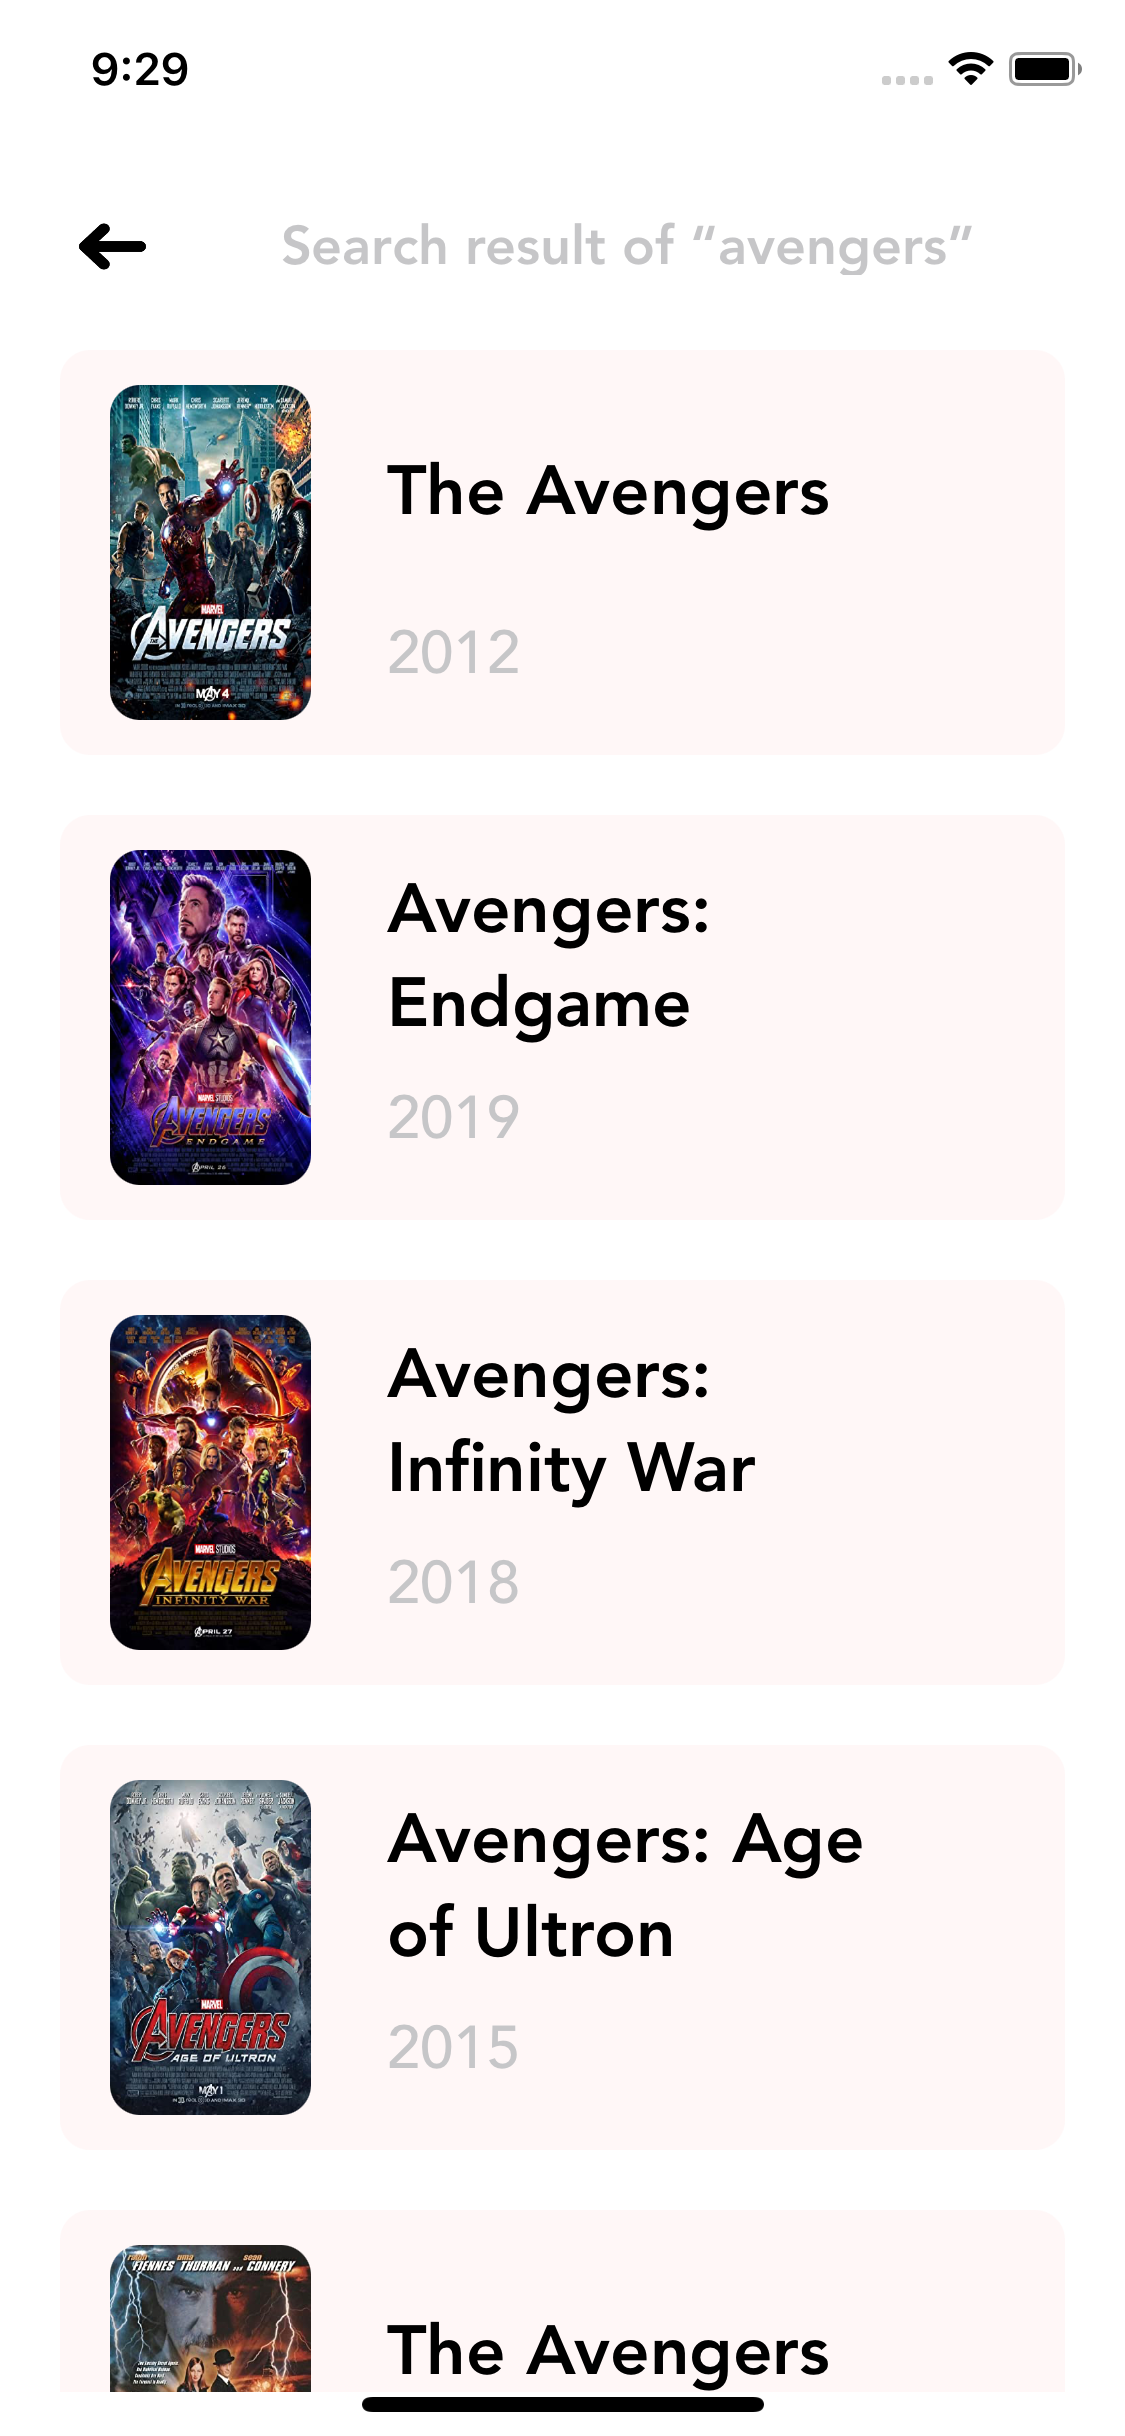 9:29
Search result of “avengers”
The Avengers
2012
MARVEL
AVENGERS
MAY 4
Avengers:
Endgame
2019
MARVEL STUDIOS
AVENGERS
ENDGAME
APRIL 26
Avengers:
Infinity War
2018
MARVEL STUDIOS
AVENGERS
INFINITY WAR
APRIL 27
Avengers: Age
of Ultron
2015
MARVEL
AVENGERS
AGE OF ULTRON
MAY 1
The Avengers
FIENNES THURMAN and CONNERY